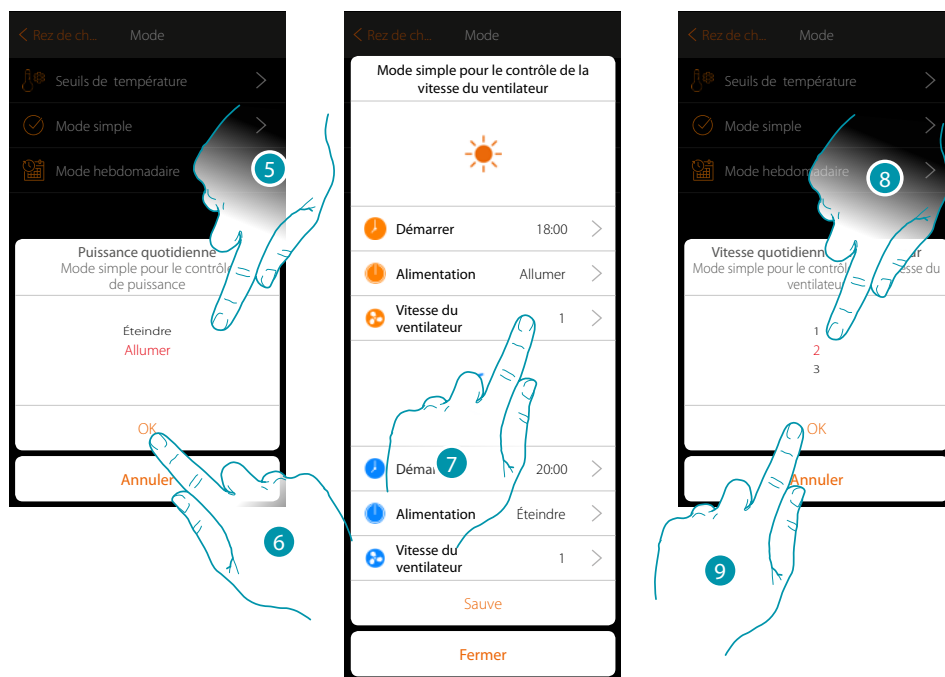 Rez de ch... Mode
Seuils de température
Mode simple
Mode hebdomadaire
5
Puissance quotidienne
Mode simple pour le contrôle
de puissance
Éteindre
Allumer
OK
Annuler
6
Rez de ch... Mode
Mode simple pour le contrôle de la
vitesse du ventilateur
Démarrer 18:00
Alimentation Allumer
Vitesse du
ventilateur 1
7
20:00
Alimentation Éteindre
Vitesse du
ventilateur 1
Sauve
Fermer
Rez de ch... Mode
Seuils de température
Mode simple
Mode hebdomadaire
8
Vitesse quotidienne
Mode simple pour le du
1
2
3
OK
Annuler
9